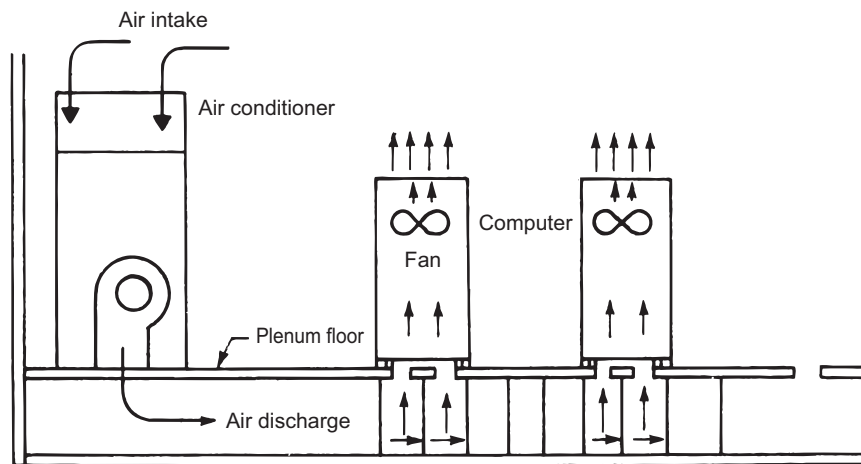 Air intake
Air conditioner
Computer
Fan
Plenum floor
Air discharge